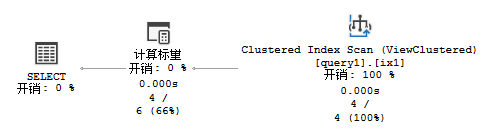 SELECT
开销: 0 %
计算标量
开销: 0 %
0.000s
4 /
6 (66%)
Clustered Index Scan (ViewClustered)
[query1].[ix1]
开销: 100 %
0.000s
4 /
4 (100%)